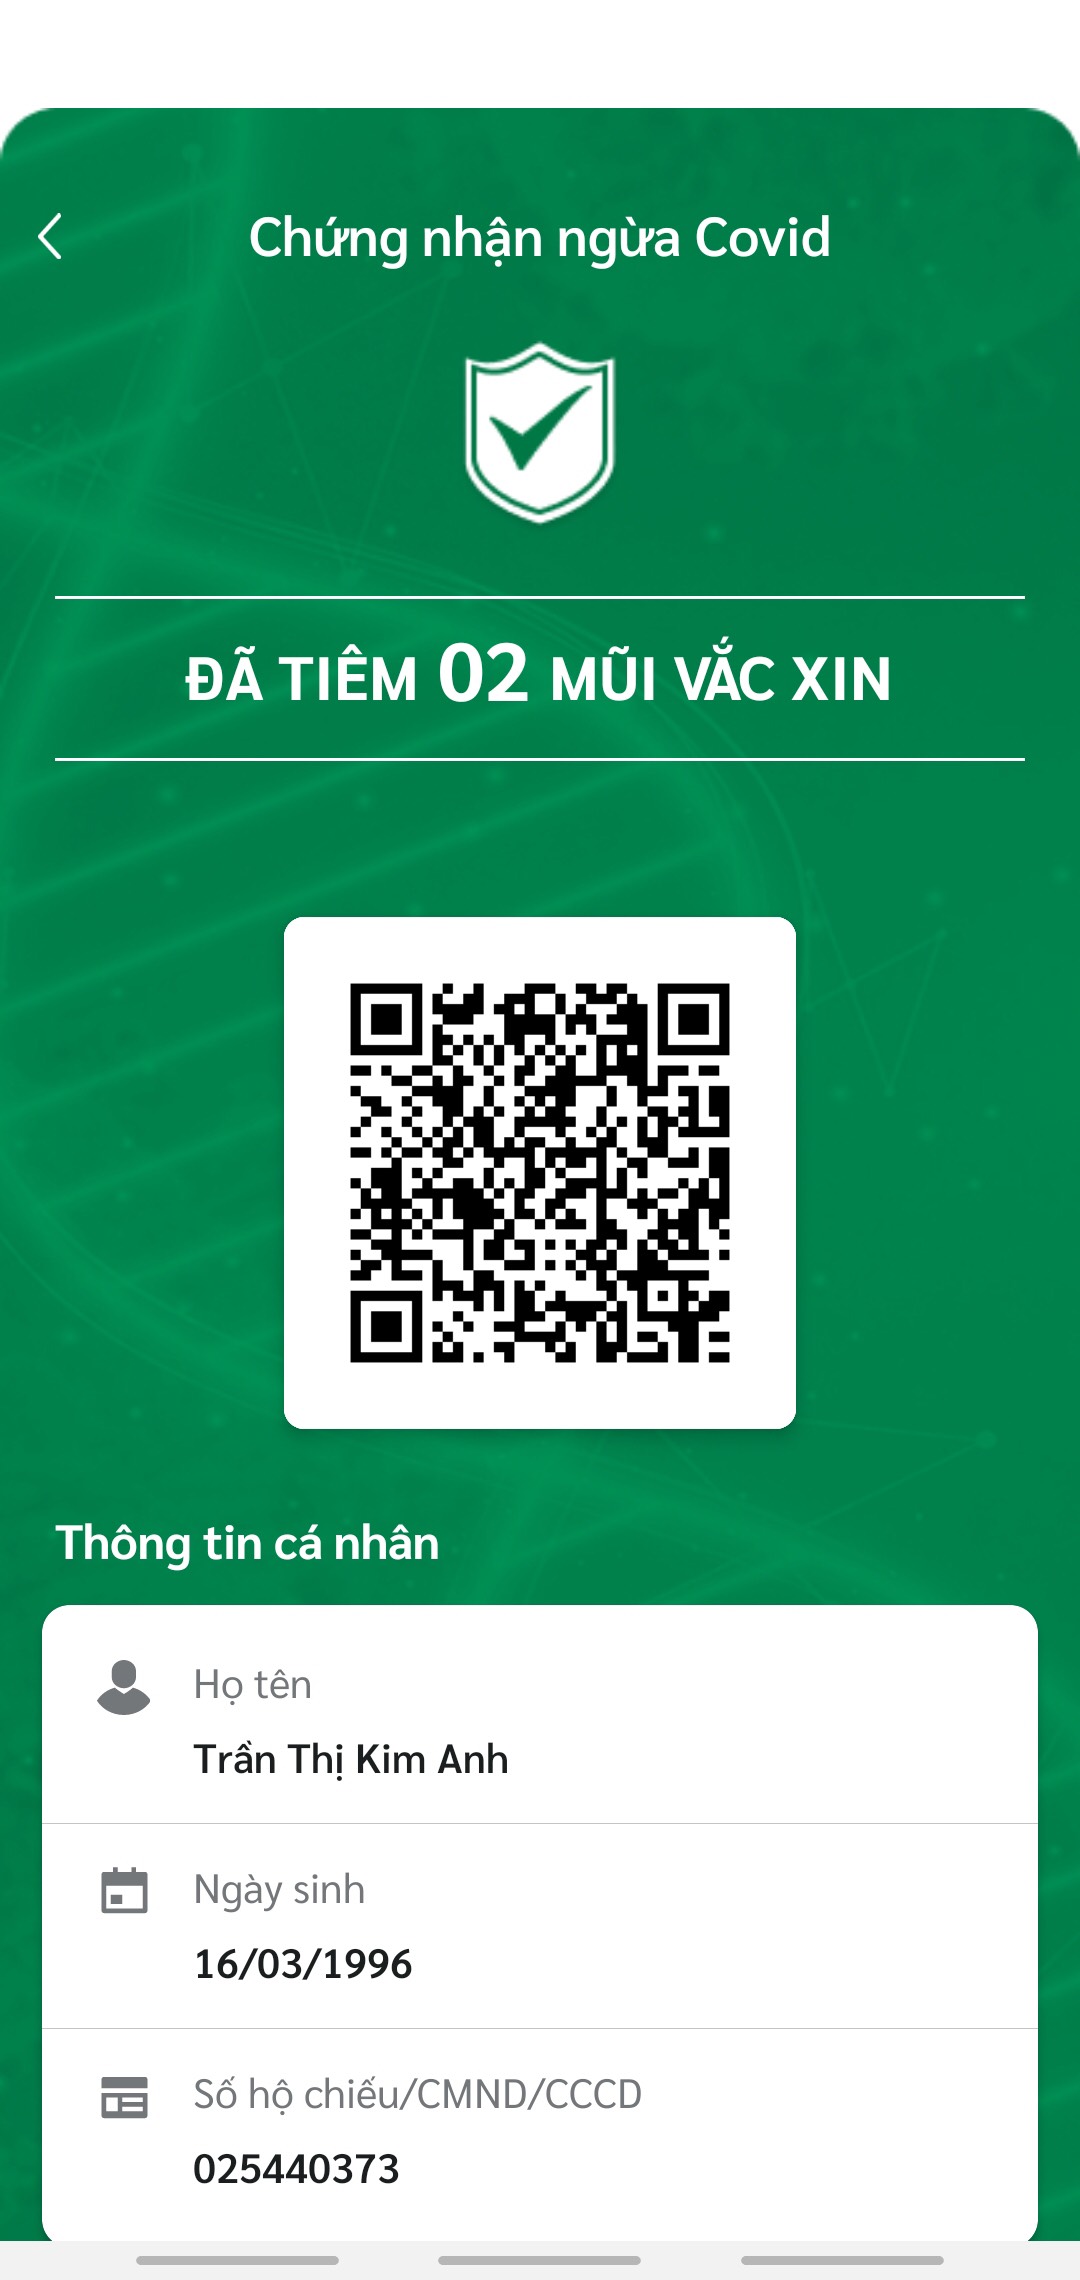 Chứng nhận ngừa Covid
ĐÃ TIÊM 02 MŨI VẮC XIN
Thông tin cá nhân
Họ tên
Trần Thị Kim Anh
Ngày sinh
16/03/1996
Số hộ chiếu/CMND/CCCD
025440373